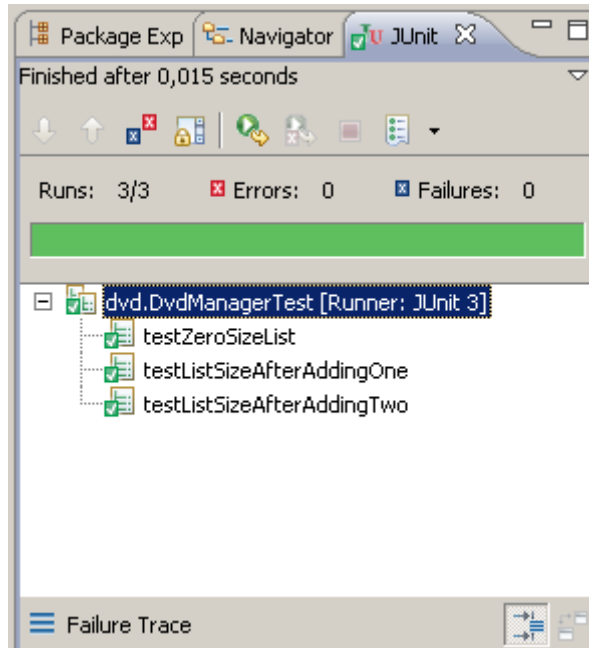 Package Exp Navigator JUnit
Finished after 0,015 seconds
Runs: 3/3 Errors: 0 Failures: 0
dvd.DvdManagerTest [Runner: JUnit 3]
testZeroSizeList
testListSizeAfterAddingOne
testListSizeAfterAddingTwo
Failure Trace